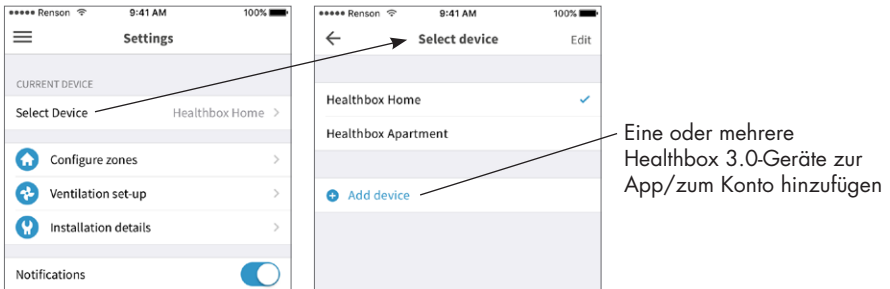 Renson 9:41 AM 100%
Settings
CURRENT DEVICE
Select Device Healthbox Home
Configure zones
Ventilation set-up
Installation details
Notifications
Renson 9:41 AM 100%
Select device Edit
Healthbox Home
Healthbox Apartment
Add device
Eine oder mehrere
Healthbox 3.0-Geräte zur
App/zum Konto hinzufügen